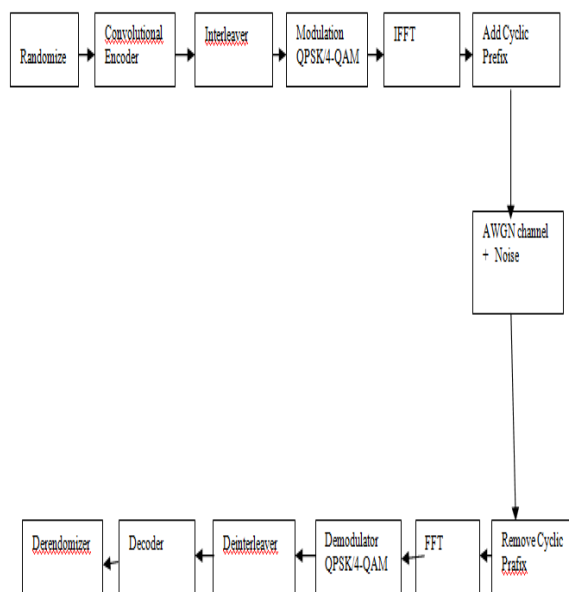 Randomize
Convolutional
Encoder
Interleaver
Modulation
QPSK/4-QAM
IFFT
Add Cyclic
Prefix
AWGN channel
+ Noise
Derendomizer
Decoder
Deinterleaver
Demodulator
QPSK/4-QAM
FFT
Remove Cyclic
Prafix